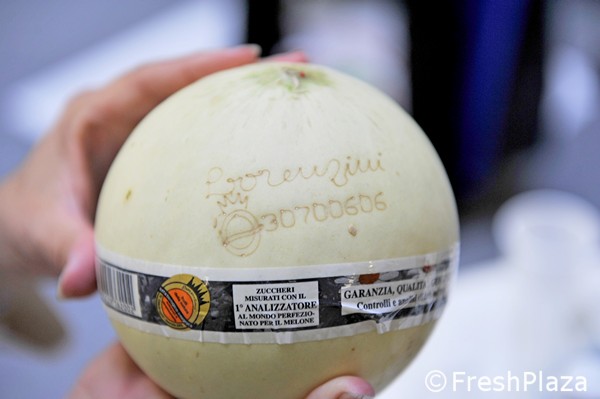 Lorenzini
30700606
ZUCCHERI
MISURATI CON IL
1° ANALIZZATORE
AL MONDO PERFEZIO-
NATO PER IL MELONE
GARANZIA, QUALIT
Controlli e
©FreshPlaza